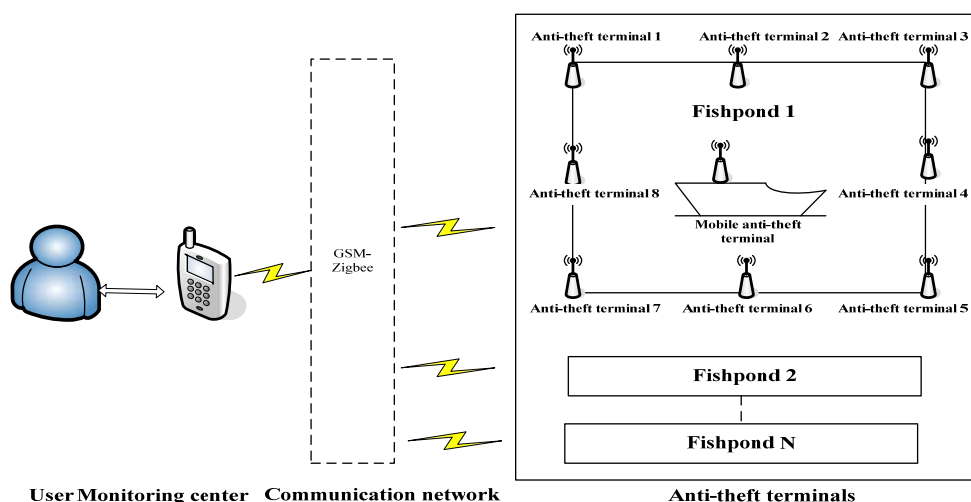 Anti-theft terminal 1
Anti-theft terminal 2
Anti-theft terminal 3
Fishpond 1
Anti-theft terminal 8
Anti-theft terminal 4
Mobile anti-theft
terminal
GSM-
Zigbee
Anti-theft terminal 7
Anti-theft terminal 6
Anti-theft terminal 5
Fishpond 2
Fishpond N
User Monitoring center
Communication network
Anti-theft terminals